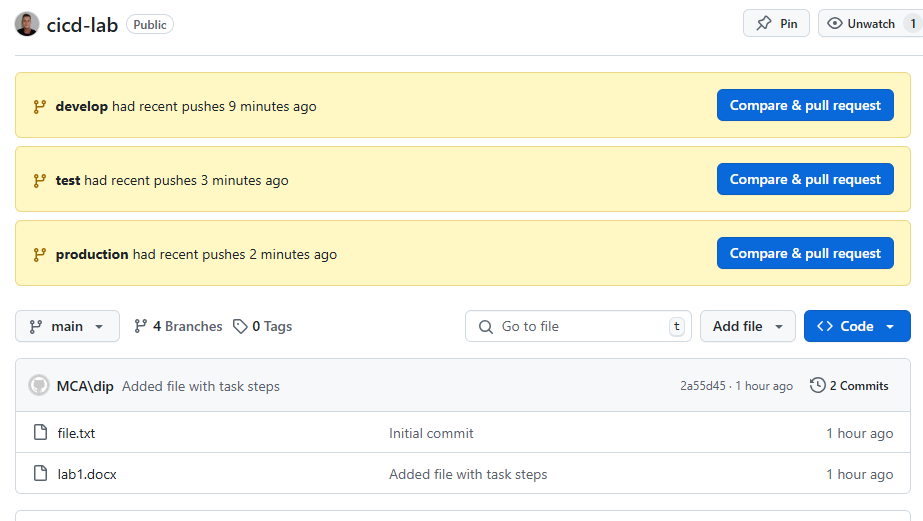 cicd-lab Public Pin Unwatch 1
develop had recent pushes 9 minutes ago Compare & pull request
test had recent pushes 3 minutes ago Compare & pull request
production had recent pushes 2 minutes ago Compare & pull request
main 4 Branches 0 Tags Go to file t Add file <> Code
MCA\dip Added file with task steps 2a55d45 · 1 hour ago 2 Commits
file.txt Initial commit 1 hour ago
lab1.docx Added file with task steps 1 hour ago